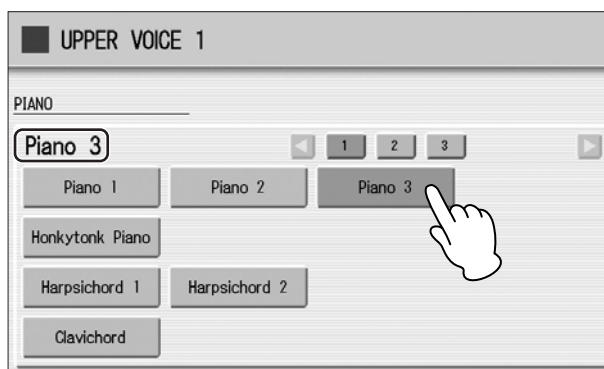 UPPER VOICE 1
PIANO
Piano 3 1 2 3
Piano 1 Piano 2 Piano 3
Honkytonk Piano
Harpsichord 1 Harpsichord 2
Clavichord